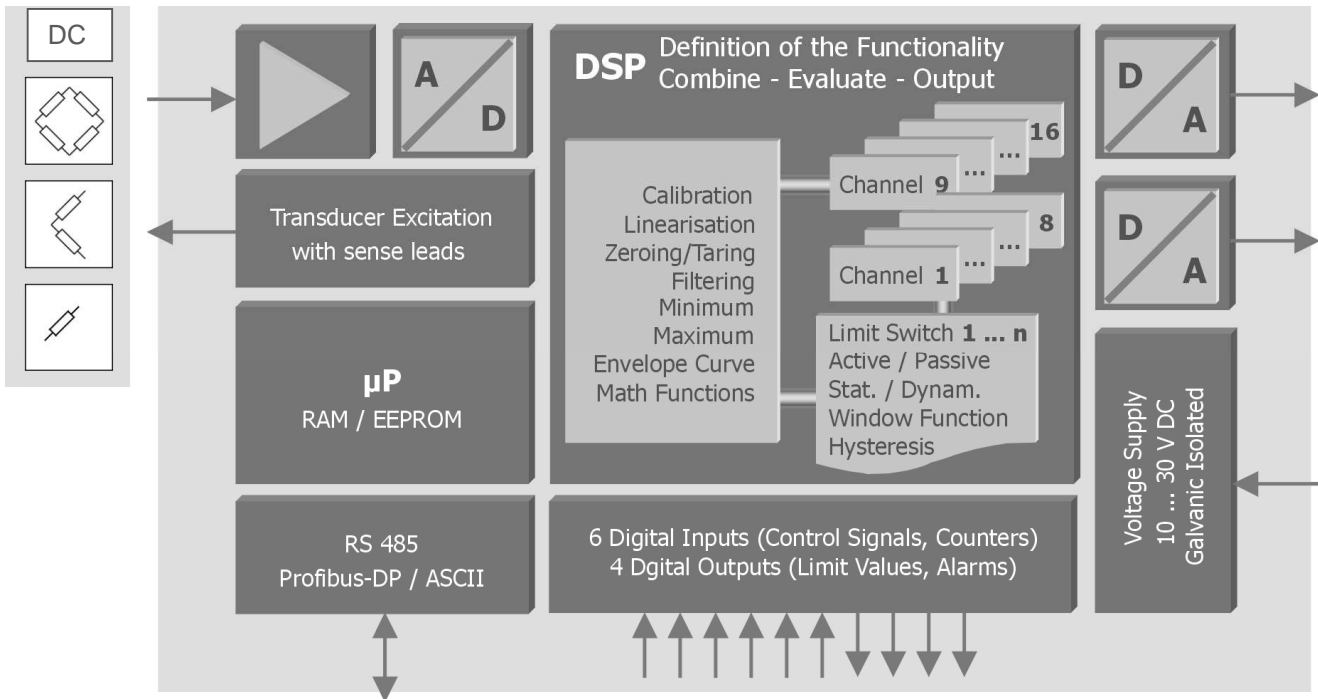 DC
A
D
DSP
Definition of the Functionality
Combine - Evaluate - Output
Calibration
Linearisation
Zeroing/Taring
Filtering
Minimum
Maximum
Envelope Curve
Math Functions
16
...
...
Channel 9
8
...
...
Channel 1
Limit Switch 1 ... n
Active / Passive
Stat. / Dynam.
Window Function
Hysteresis
D
A
D
A
Transducer Excitation
with sense leads
µP
RAM / EEPROM
RS 485
Profibus-DP / ASCII
6 Digital Inputs (Control Signals, Counters)
4 Dgital Outputs (Limit Values, Alarms)
Voltage Supply
10 ... 30 V DC
Galvanic Isolated